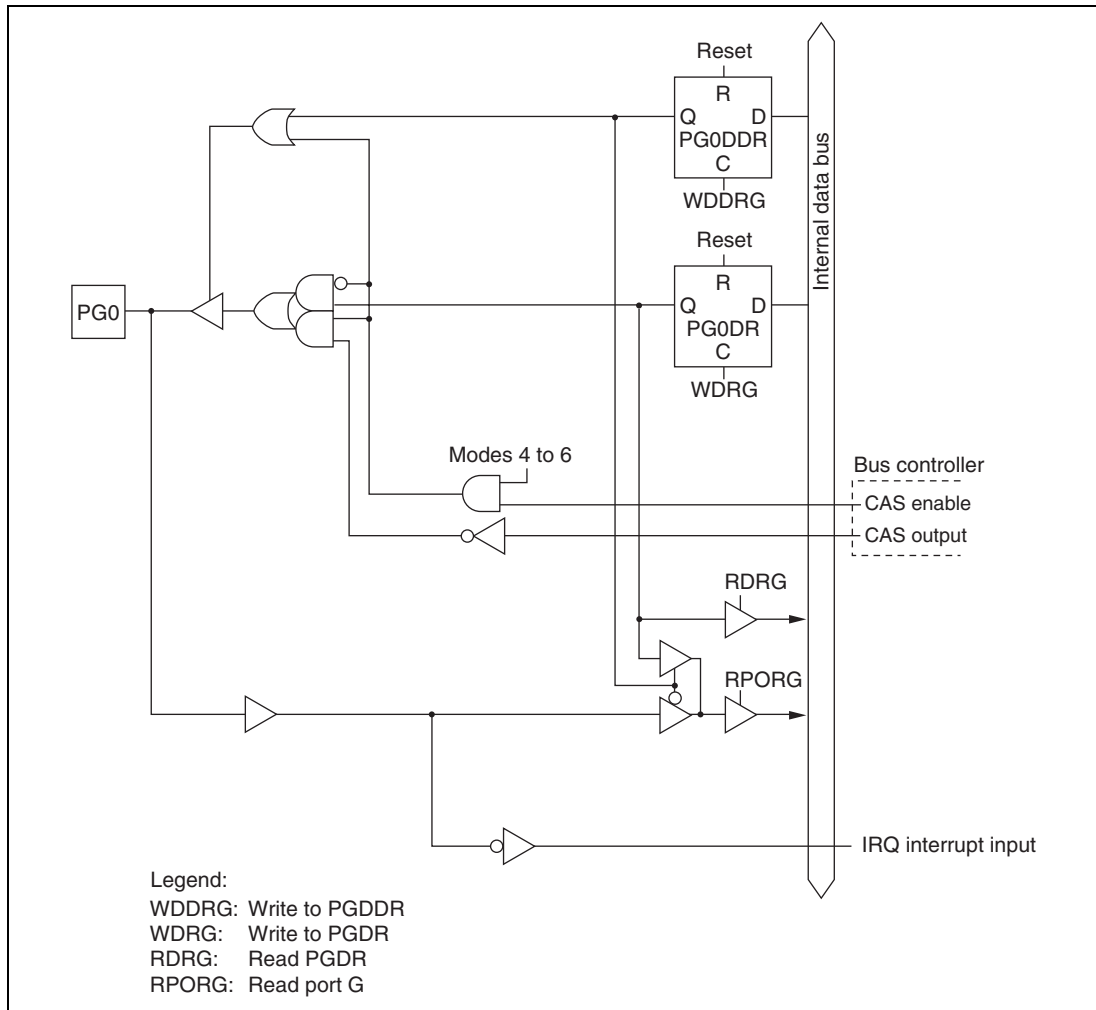 Reset
R
Q D
PG0DDR
C
WDDRG
Internal data bus
Reset
R
Q D
PG0DR
C
WDRG
PG0
Modes 4 to 6
Bus controller
CAS enable
CAS output
RDRG
RPORG
IRQ interrupt input
Legend:
WDDRG: Write to PGDDR
WDRG: Write to PGDR
RDRG: Read PGDR
RPORG: Read port G